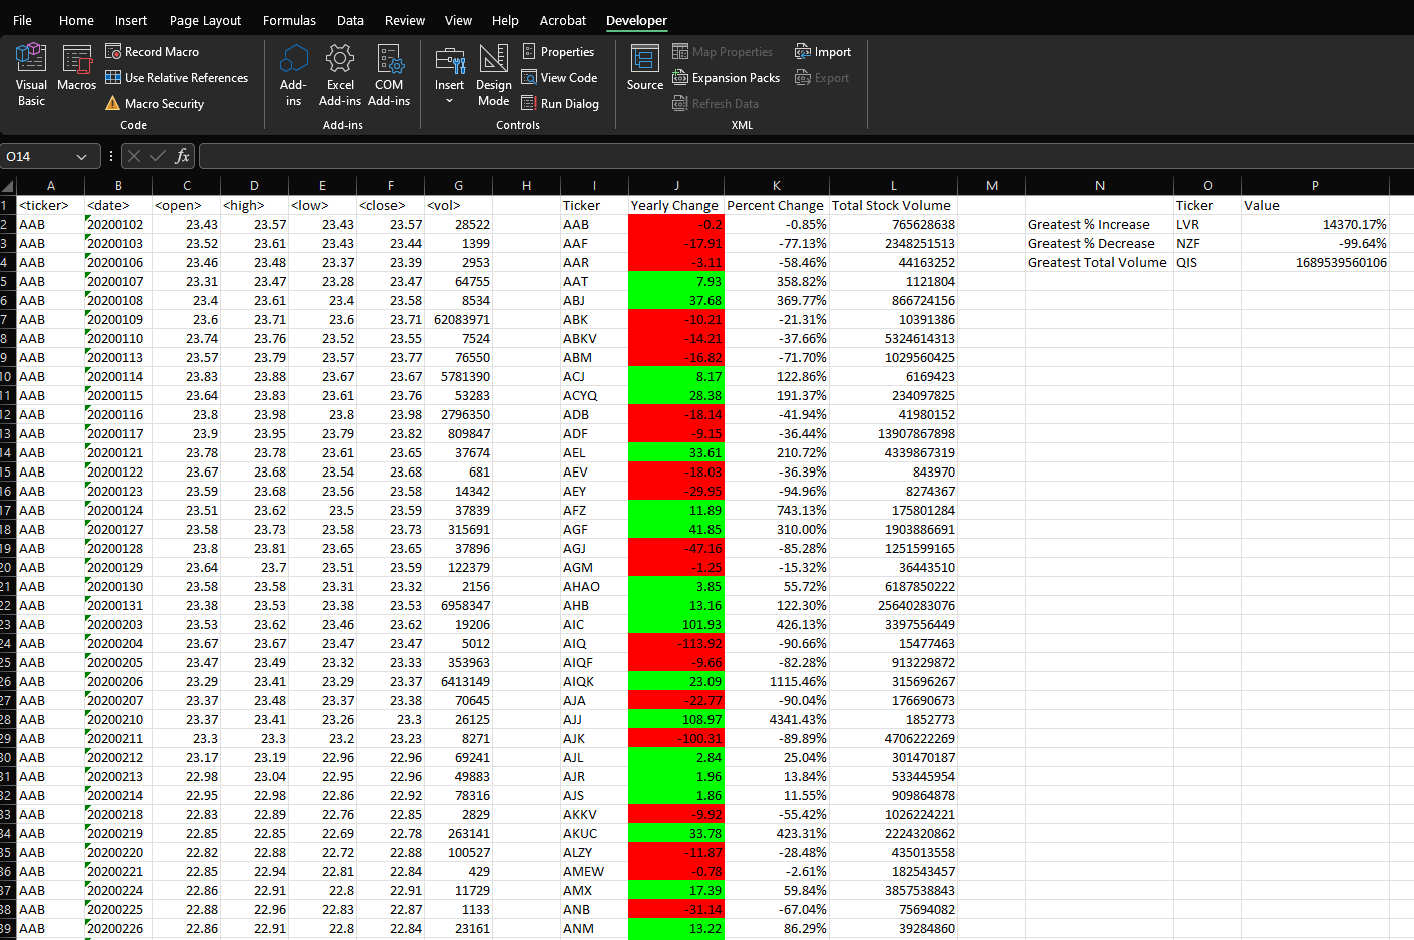 File Home Insert Page Layout Formulas Data Review View Help Acrobat Developer
Visual Basic Macros Record Macro Use Relative References Macro Security Code
Add-ins Excel Add-ins COM Add-ins Add-ins
Insert Design Mode Properties View Code Run Dialog Controls
Source Map Properties Expansion Packs Refresh Data Import Export XML
O14 fx
A B C D E F G H I J K L M N O P
1 <ticker> <date> <open> <high> <low> <close> <vol> Ticker Yearly Change Percent Change Total Stock Volume Ticker Value
2 AAB 20200102 23.43 23.57 23.43 23.57 28522 AAB -0.2 -0.85% 765628638 Greatest % Increase LVR 14370.17%
3 AAB 20200103 23.52 23.61 23.43 23.44 1399 AAF -17.91 -77.13% 2348251513 Greatest % Decrease NZF -99.64%
4 AAB 20200106 23.46 23.48 23.37 23.39 2953 AAR -3.11 -58.46% 44163252 Greatest Total Volume QIS 1689539560106
5 AAB 20200107 23.31 23.47 23.28 23.47 64755 AAT 7.93 358.82% 1121804
6 AAB 20200108 23.4 23.61 23.4 23.58 8534 ABJ 37.68 369.77% 866724156
7 AAB 20200109 23.6 23.71 23.6 23.71 62083971 ABK -10.21 -21.31% 10391386
8 AAB 20200110 23.74 23.76 23.52 23.55 7524 ABKV -14.21 -37.66% 5324614313
9 AAB 20200113 23.57 23.79 23.57 23.77 76550 ABM -16.82 -71.70% 1029560425
10 AAB 20200114 23.83 23.88 23.67 23.67 5781390 ACJ 8.17 122.86% 6169423
11 AAB 20200115 23.64 23.83 23.61 23.76 53283 ACYQ 28.38 191.37% 234097825
12 AAB 20200116 23.8 23.98 23.8 23.98 2796350 ADB -18.14 -41.94% 41980152
13 AAB 20200117 23.9 23.95 23.79 23.82 809847 ADF -9.15 -36.44% 13907867898
14 AAB 20200121 23.78 23.78 23.61 23.65 37674 AEL 33.61 210.72% 4339867319
15 AAB 20200122 23.67 23.68 23.54 23.68 681 AEV -18.03 -36.39% 843970
16 AAB 20200123 23.59 23.68 23.56 23.58 14342 AEY -29.95 -94.96% 8274367
17 AAB 20200124 23.51 23.62 23.5 23.59 37839 AFZ 11.89 743.13% 175801284
18 AAB 20200127 23.58 23.73 23.58 23.73 315691 AGF 41.85 310.00% 1903886691
19 AAB 20200128 23.8 23.81 23.65 23.65 37896 AGJ -47.16 -85.28% 1251599165
20 AAB 20200129 23.64 23.7 23.51 23.59 122379 AGM -1.25 -15.32% 36443510
21 AAB 20200130 23.58 23.58 23.31 23.32 2156 AHAO 3.85 55.72% 6187850222
22 AAB 20200131 23.38 23.53 23.38 23.53 6958347 AHB 13.16 122.30% 25640283076
23 AAB 20200203 23.53 23.62 23.46 23.62 19206 AIC 101.93 426.13% 3397556449
24 AAB 20200204 23.67 23.67 23.47 23.47 5012 AIQ -113.92 -90.66% 15477463
25 AAB 20200205 23.47 23.49 23.32 23.33 353963 AIQF -9.66 -82.28% 913229872
26 AAB 20200206 23.29 23.41 23.29 23.37 6413149 AIQK 23.09 1115.46% 315696267
27 AAB 20200207 23.37 23.48 23.37 23.38 70645 AJA -22.77 -90.04% 176690673
28 AAB 20200210 23.37 23.41 23.26 23.3 26125 AJJ 108.97 4341.43% 1852773
29 AAB 20200211 23.3 23.3 23.2 23.23 8271 AJK -100.31 -89.89% 4706222269
30 AAB 20200212 23.17 23.19 22.96 22.96 69241 AJL 2.84 25.04% 301470187
31 AAB 20200213 22.98 23.04 22.95 22.96 49883 AJR 1.96 13.84% 533445954
32 AAB 20200214 22.95 22.98 22.86 22.92 78316 AJS 1.86 11.55% 909864878
33 AAB 20200218 22.83 22.89 22.76 22.85 2829 AKKV -9.92 -55.42% 1026224221
34 AAB 20200219 22.85 22.85 22.69 22.78 263141 AKUC 33.78 423.31% 2224320862
35 AAB 20200220 22.82 22.88 22.72 22.88 100527 ALZY -11.87 -28.48% 435013558
36 AAB 20200221 22.85 22.94 22.81 22.84 429 AMEW -0.78 -2.61% 182543457
37 AAB 20200224 22.86 22.91 22.8 22.91 11729 AMX 17.39 59.84% 3857538843
38 AAB 20200225 22.88 22.96 22.83 22.87 1133 ANB -31.14 -67.04% 75694082
39 AAB 20200226 22.86 22.91 22.8 22.84 23161 ANM 13.22 86.29% 39284860